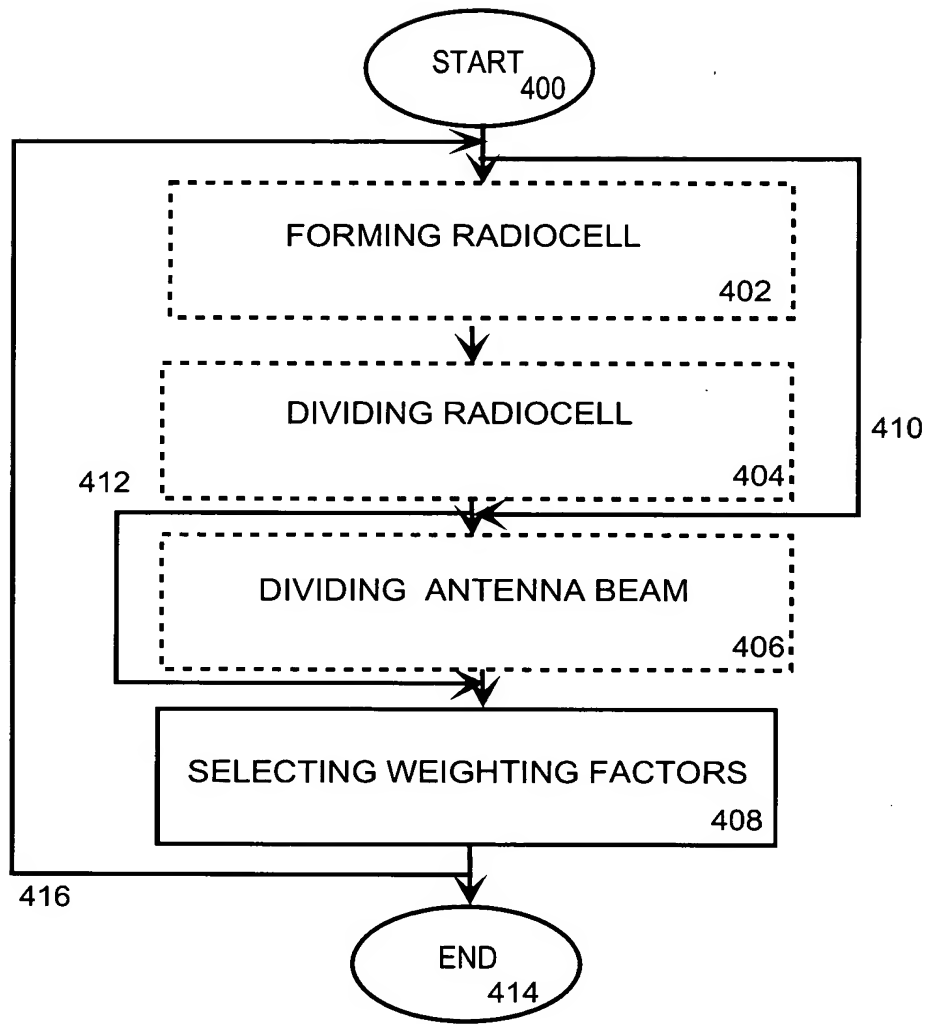 START
400
FORMING RADIOCELL
402
DIVIDING RADIOCELL
404
410
412
DIVIDING ANTENNA BEAM
406
SELECTING WEIGHTING FACTORS
408
416
END
414